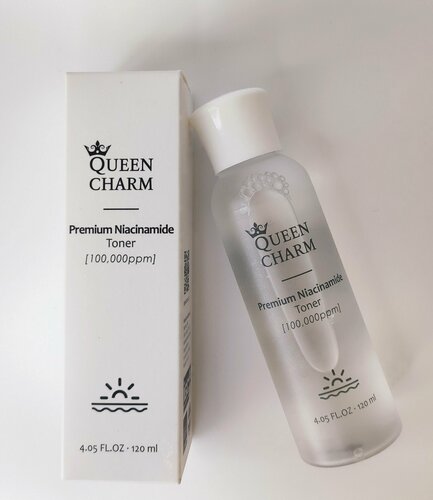 QUEEN
CHARM
Premium Niacinamide
Toner
[100,000ppm]
4.05 FL.OZ · 120 ml
QUEEN
CHARM
Premium Niacinamide
Toner
[100,000ppm]
4.05 FL.OZ · 120 ml